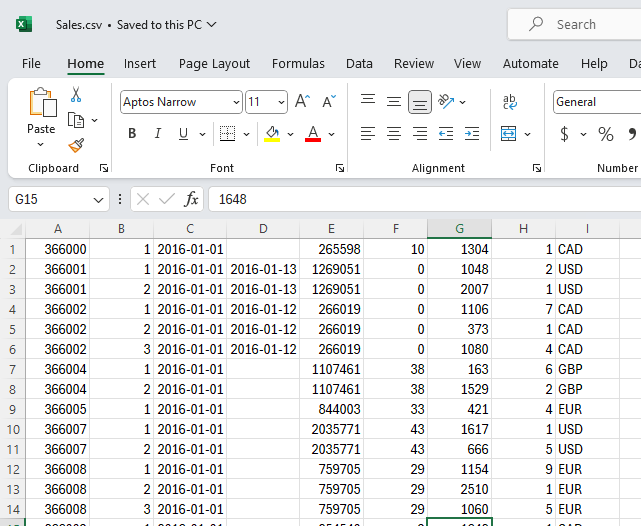 Sales.csv • Saved to this PC
Search
File Home Insert Page Layout Formulas Data Review View Automate Help Da
Aptos Narrow 11 A A ab General
Paste B I U A $ % ,
Clipboard Font Alignment Number
G15 fx 1648
A B C D E F G H I
1 366000 1 2016-01-01 265598 10 1304 1 CAD
2 366001 1 2016-01-01 2016-01-13 1269051 0 1048 2 USD
3 366001 2 2016-01-01 2016-01-13 1269051 0 2007 1 USD
4 366002 1 2016-01-01 2016-01-12 266019 0 1106 7 CAD
5 366002 2 2016-01-01 2016-01-12 266019 0 373 1 CAD
6 366002 3 2016-01-01 2016-01-12 266019 0 1080 4 CAD
7 366004 1 2016-01-01 1107461 38 163 6 GBP
8 366004 2 2016-01-01 1107461 38 1529 2 GBP
9 366005 1 2016-01-01 844003 33 421 4 EUR
10 366007 1 2016-01-01 2035771 43 1617 1 USD
11 366007 2 2016-01-01 2035771 43 666 5 USD
12 366008 1 2016-01-01 759705 29 1154 9 EUR
13 366008 2 2016-01-01 759705 29 2510 1 EUR
14 366008 3 2016-01-01 759705 29 1060 5 EUR